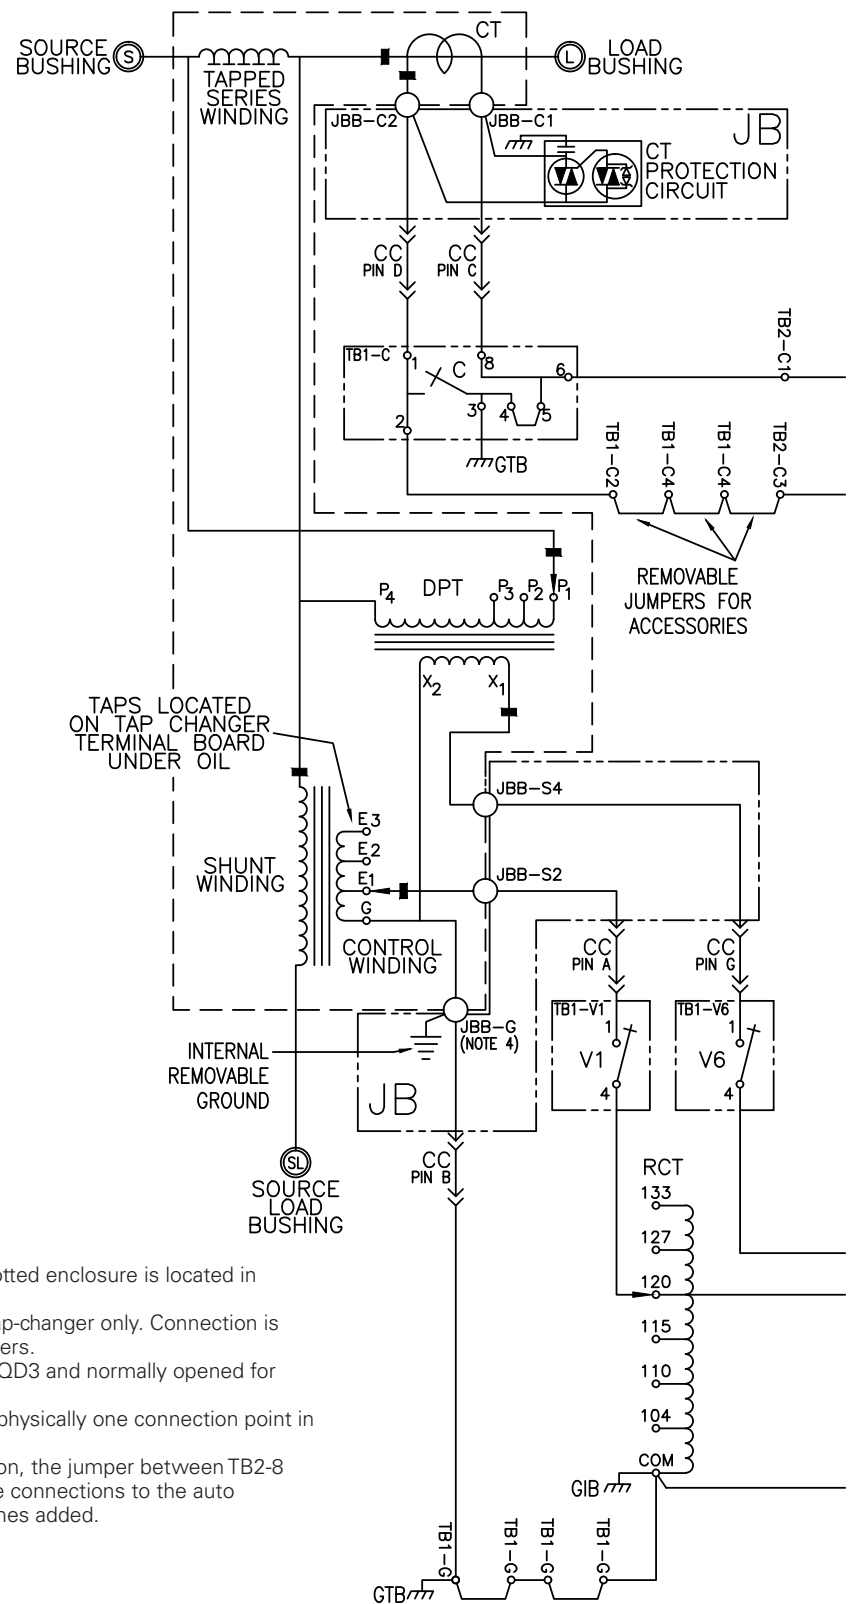 SOURCE
BUSHING
S
TAPPED
SERIES
WINDING
CT
L
LOAD
BUSHING
JBB-C2
JBB-C1
JB
CT
PROTECTION
CIRCUIT
CC
PIN D
CC
PIN C
TB1-C
1
C
8
6
2
3
4
5
GTB
TB2-C1
TB1-C2
TB1-C4
TB1-C4
TB2-C3
REMOVABLE
JUMPERS FOR
ACCESSORIES
P4
DPT
P3
P2
P1
X2
X1
TAPS LOCATED
ON TAP CHANGER
TERMINAL BOARD
UNDER OIL
JBB-S4
E3
E2
E1
G
SHUNT
WINDING
JBB-S2
CONTROL
WINDING
CC
PIN A
CC
PIN G
TB1-V1
1
V1
4
TB1-V6
1
V6
4
JBB-G
(NOTE 4)
INTERNAL
REMOVABLE
GROUND
JB
CC
PIN B
SL
SOURCE
LOAD
BUSHING
RCT
133
127
120
115
110
104
COM
GIB
otted enclosure is located in
ap-changer only. Connection is
ers.
QD3 and normally opened for
physically one connection point in
on, the jumper between TB2-8
e connections to the auto
nes added.
TB1-G
TB1-G
TB1-G
TB1-G
GTB